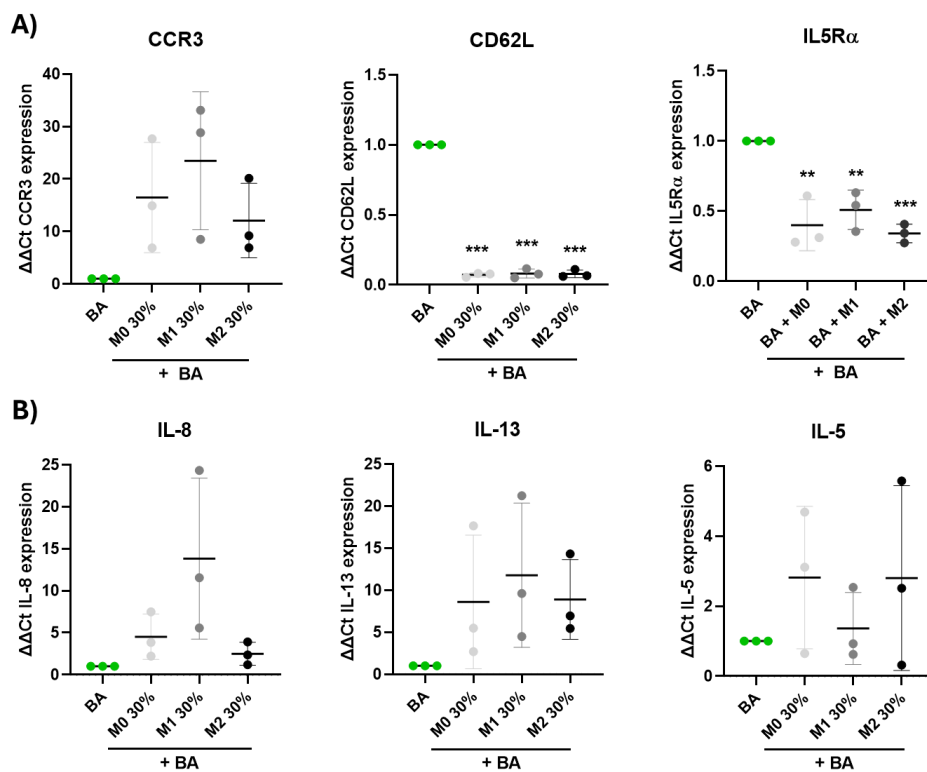 A)
CCR3
ΔΔCt CCR3 expression
40
30
20
10
0
BA
M0 30%
M1 30%
M2 30%
+ BA
CD62L
ΔΔCt CD62L expression
1.5
1.0
0.5
0.0
***
***
***
BA
M0 30%
M1 30%
M2 30%
+ BA
IL5Rα
ΔΔCt IL5Rα expression
1.5
1.0
0.5
0.0
**
**
***
BA
BA + M0
BA + M1
BA + M2
+ BA
B)
IL-8
ΔΔCt IL-8 expression
25
20
15
10
5
0
BA
M0 30%
M1 30%
M2 30%
+ BA
IL-13
ΔΔCt IL-13 expression
25
20
15
10
5
0
BA
M0 30%
M1 30%
M2 30%
+ BA
IL-5
ΔΔCt IL-5 expression
6
4
2
0
BA
M0 30%
M1 30%
M2 30%
+ BA